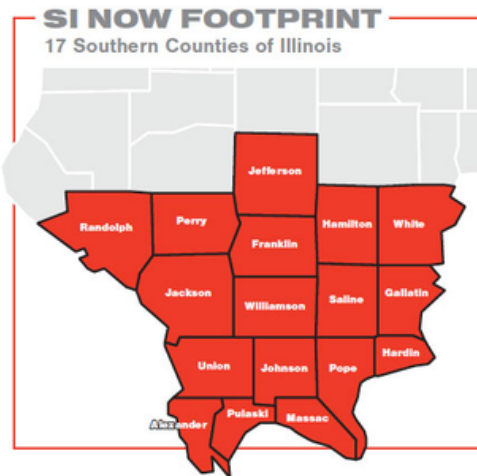 SI NOW FOOTPRINT
17 Southern Counties of Illinois
Jefferson
Randolph
Perry
Hamilton
White
Franklin
Jackson
Williamson
Saline
Gallatin
Union
Johnson
Pope
Hardin
Alexander
Pulaski
Massac